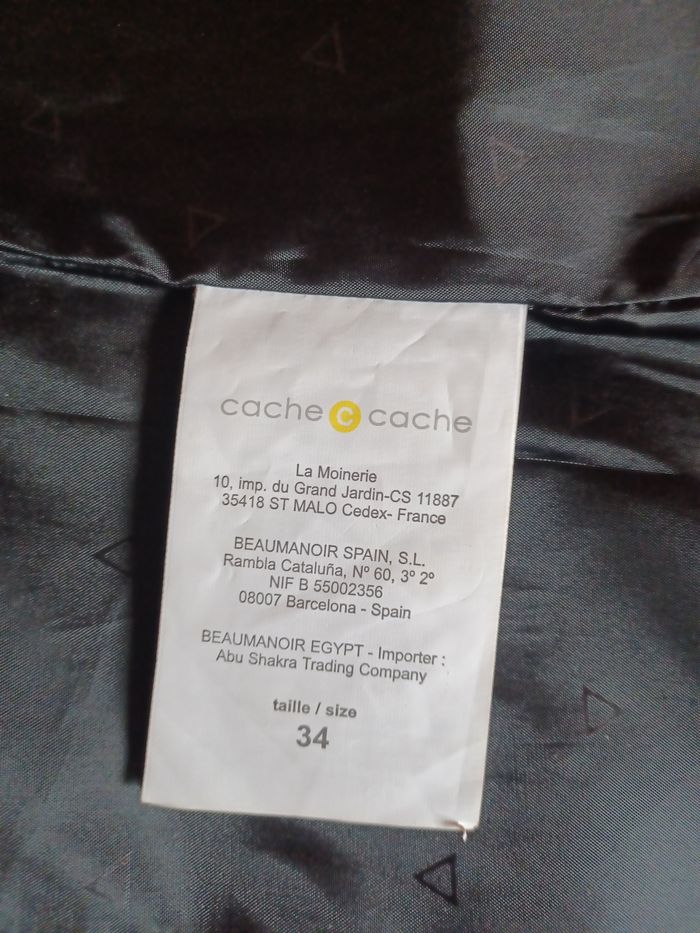 cache c cache
La Moinerie
10, imp. du Grand Jardin-CS 11887
35418 ST MALO Cedex- France
BEAUMANOIR SPAIN, S.L.
Rambla Cataluña, Nº 60, 3º 2º
NIF B 55002356
08007 Barcelona - Spain
BEAUMANOIR EGYPT - Importer :
Abu Shakra Trading Company
taille / size
34